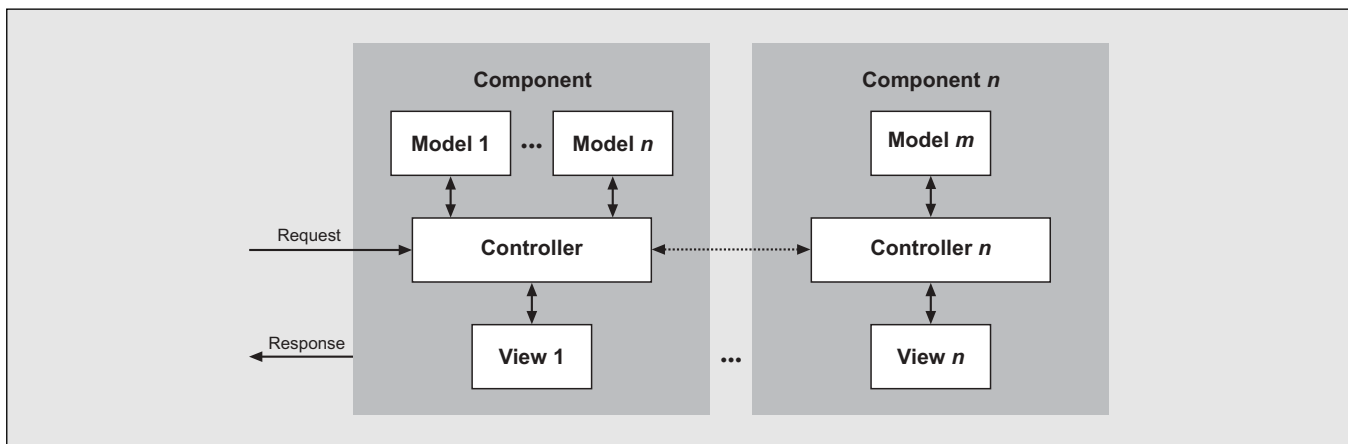 Component
Component n
Model 1
...
Model n
Model m
Request
Controller
Controller n
Response
View 1
...
View n